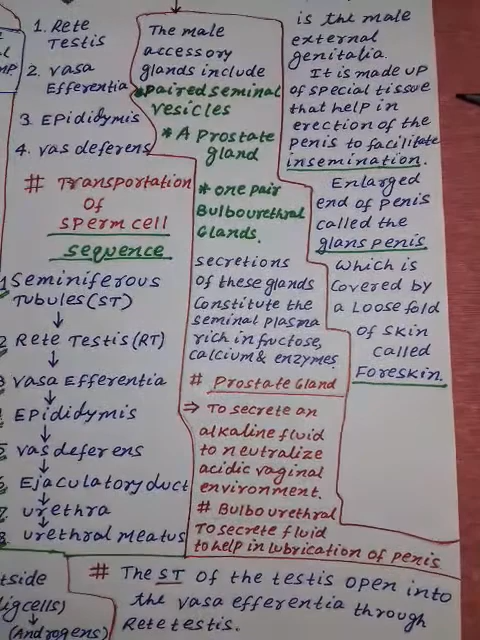 1. Rete
Testis
2. vasa
Efferentia
3 EPididymis
4. vas deferens
# Transportation
of
sperm cell
sequence
1 Seminiferous
Tubules (ST)
↓
2 Rete Testis (RT)
↓
3 vasa Efferentia
↓
4 EPididymis
↓
5 vas deferens
↓
6 Ejaculatory duct
↓
7 urethra
↓
8. urethral meatus
The male
accessory
glands include
* paired seminal
vesicles
* A Prostate
gland
* one pair
Bulbourethral
Glands.
secretions
of these glands
constitute the
seminal plasma
rich in fructose,
calcium & enzymes.
# Prostate Gland
⇒ To secrete an
alkaline fluid
to neutralize
acidic vaginal
environment.
# Bulbourethral
To secrete fluid
to help in lubrication of penis
is the male
external
genitalia.
It is made up
of special tissue
that help in
erection of the
penis to facilitate
insemination.
Enlarged
end of penis
called the
glans penis
which is
covered by
a Loose fold
of skin
called
Foreskin.
(Androgens)
# The ST of the testis open into
the vasa efferentia through
Rete testis.